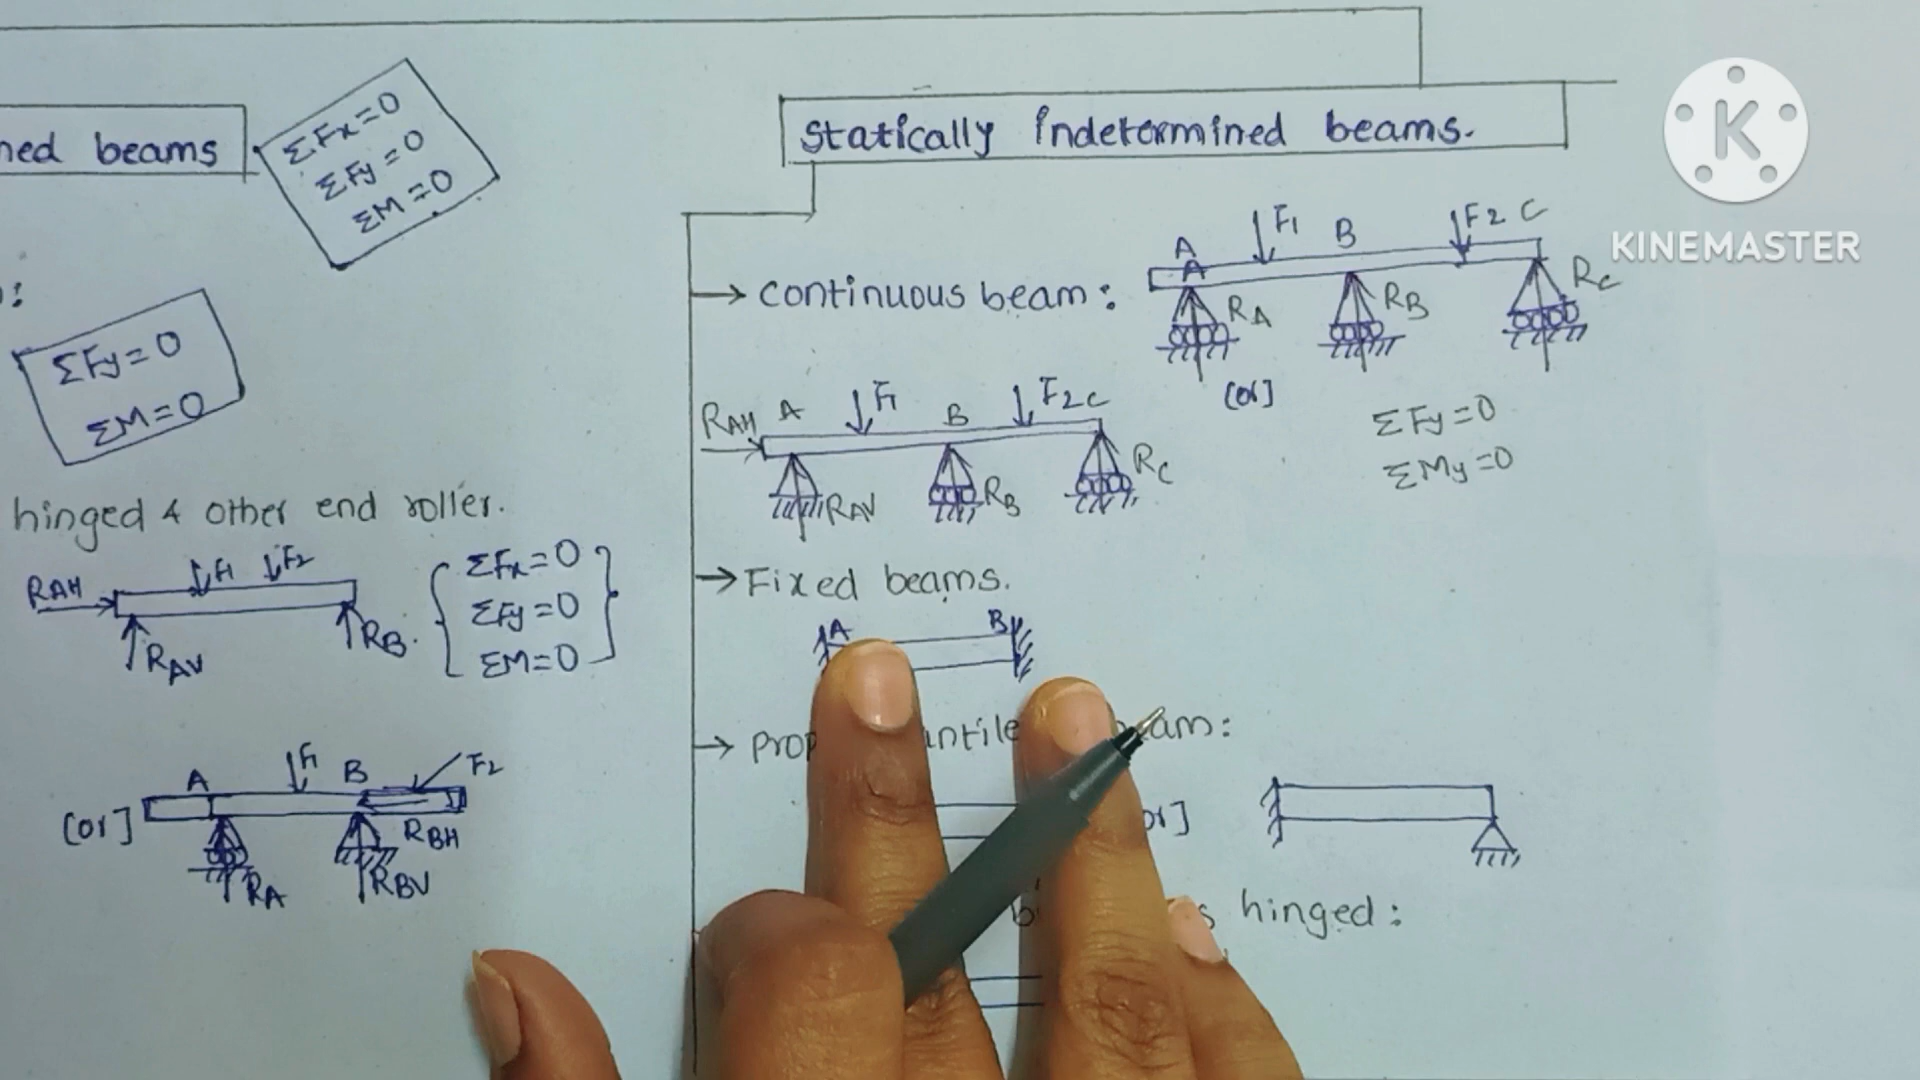 beams
ΣFx=0
ΣFy=0
ΣM=0
ΣFy=0
ΣM=0
hinged & other end roller.
RAH
F1
F2
RAV
RB.
ΣFx=0
ΣFy=0
ΣM=0
[or]
A
F1
B
F2
RA
RBH
RBV
Statically Indetermined beams.
→ continuous beam:
A
A
F1
B
F2
C
RA
RB
RC
[or]
ΣFy=0
ΣMy=0
RAH
A
F1
B
F2
C
RAV
RB
RC
→ Fixed beams.
A
B
hinged:
K
KINEMASTER